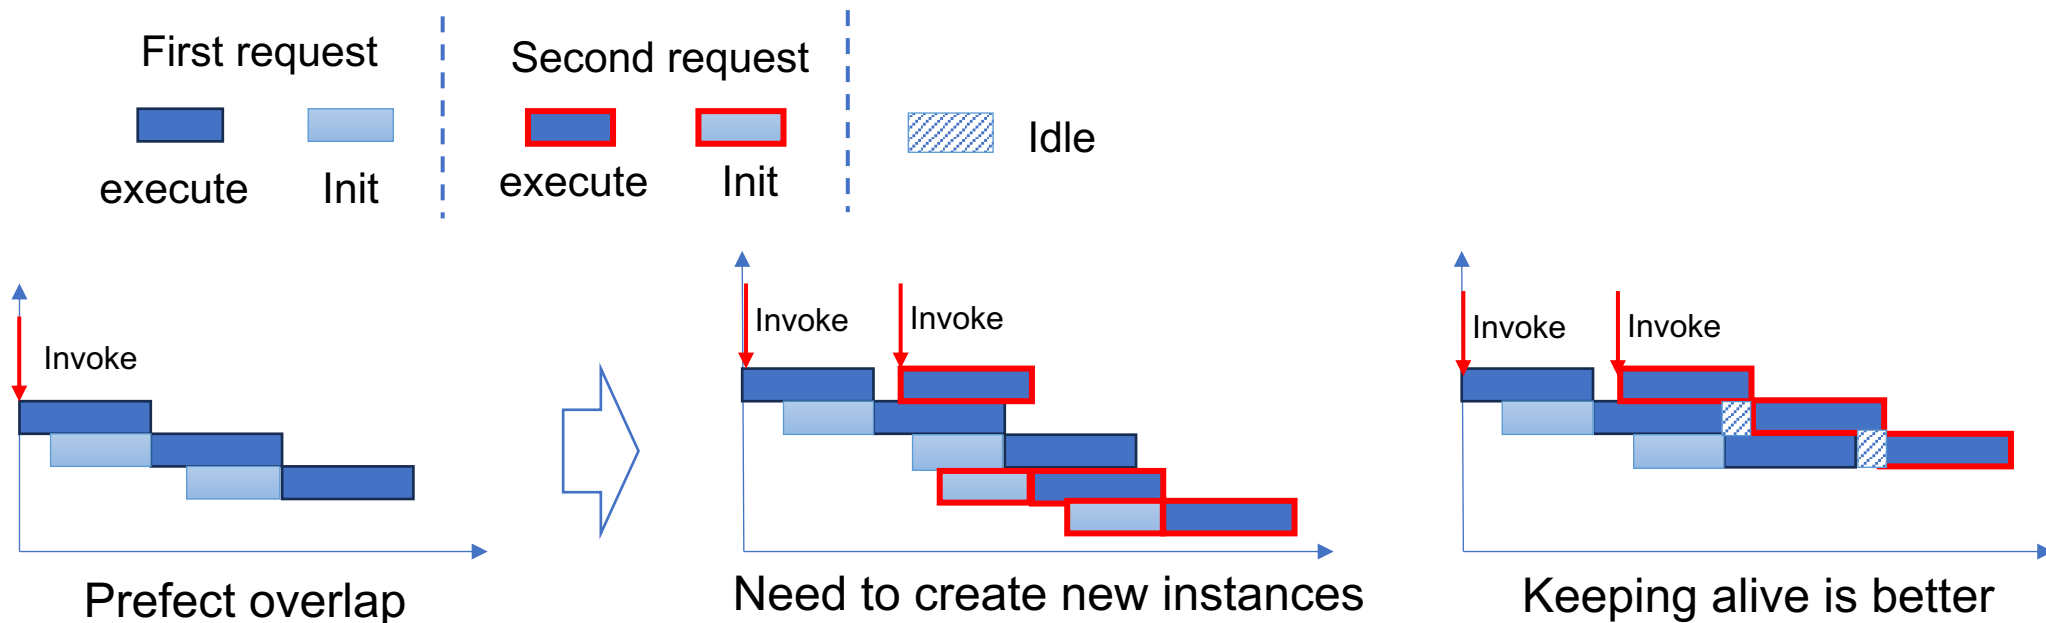 First request
execute
Init
Second request
execute
Init
Idle
Invoke
Prefect overlap
Invoke
Invoke
Need to create new instances
Invoke
Invoke
Keeping alive is better